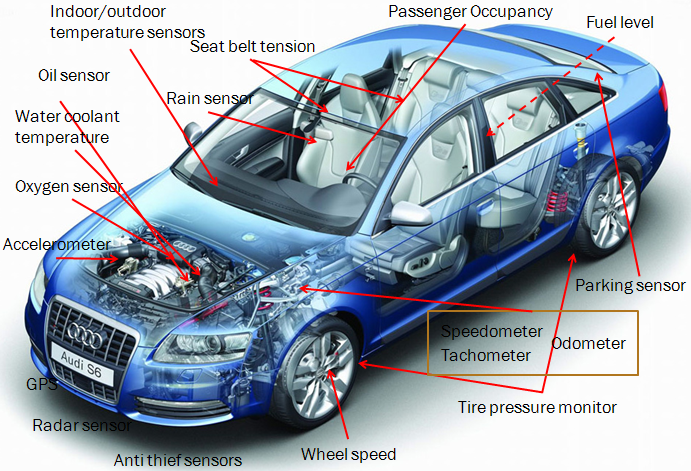 Indoor/outdoor
temperature sensors
Passenger Occupancy
Fuel level
Seat belt tension
Oil sensor
Rain sensor
Water coolant
temperature
Oxygen sensor
Accelerometer
Parking sensor
Speedometer
Odometer
Tachometer
Audi S6
GPS
Tire pressure monitor
Radar sensor
Wheel speed
Anti thief sensors